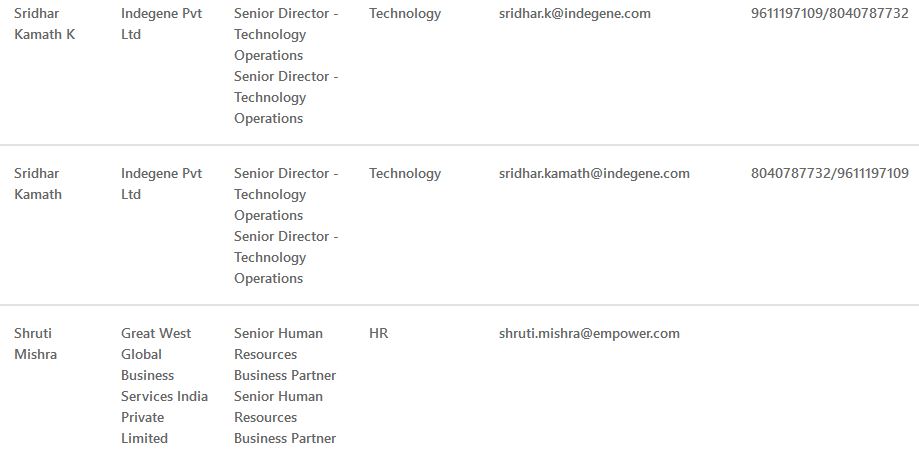 Sridhar Indegene Pvt Senior Director - Technology sridhar.k@indegene.com 9611197109/8040787732
Kamath K Ltd Technology
Operations
Senior Director -
Technology
Operations
Sridhar Indegene Pvt Senior Director - Technology sridhar.kamath@indegene.com 8040787732/9611197109
Kamath Ltd Technology
Operations
Senior Director -
Technology
Operations
Shruti Great West Senior Human HR shruti.mishra@empower.com
Mishra Global Resources
Business Business Partner
Services India Senior Human
Private Resources
Limited Business Partner